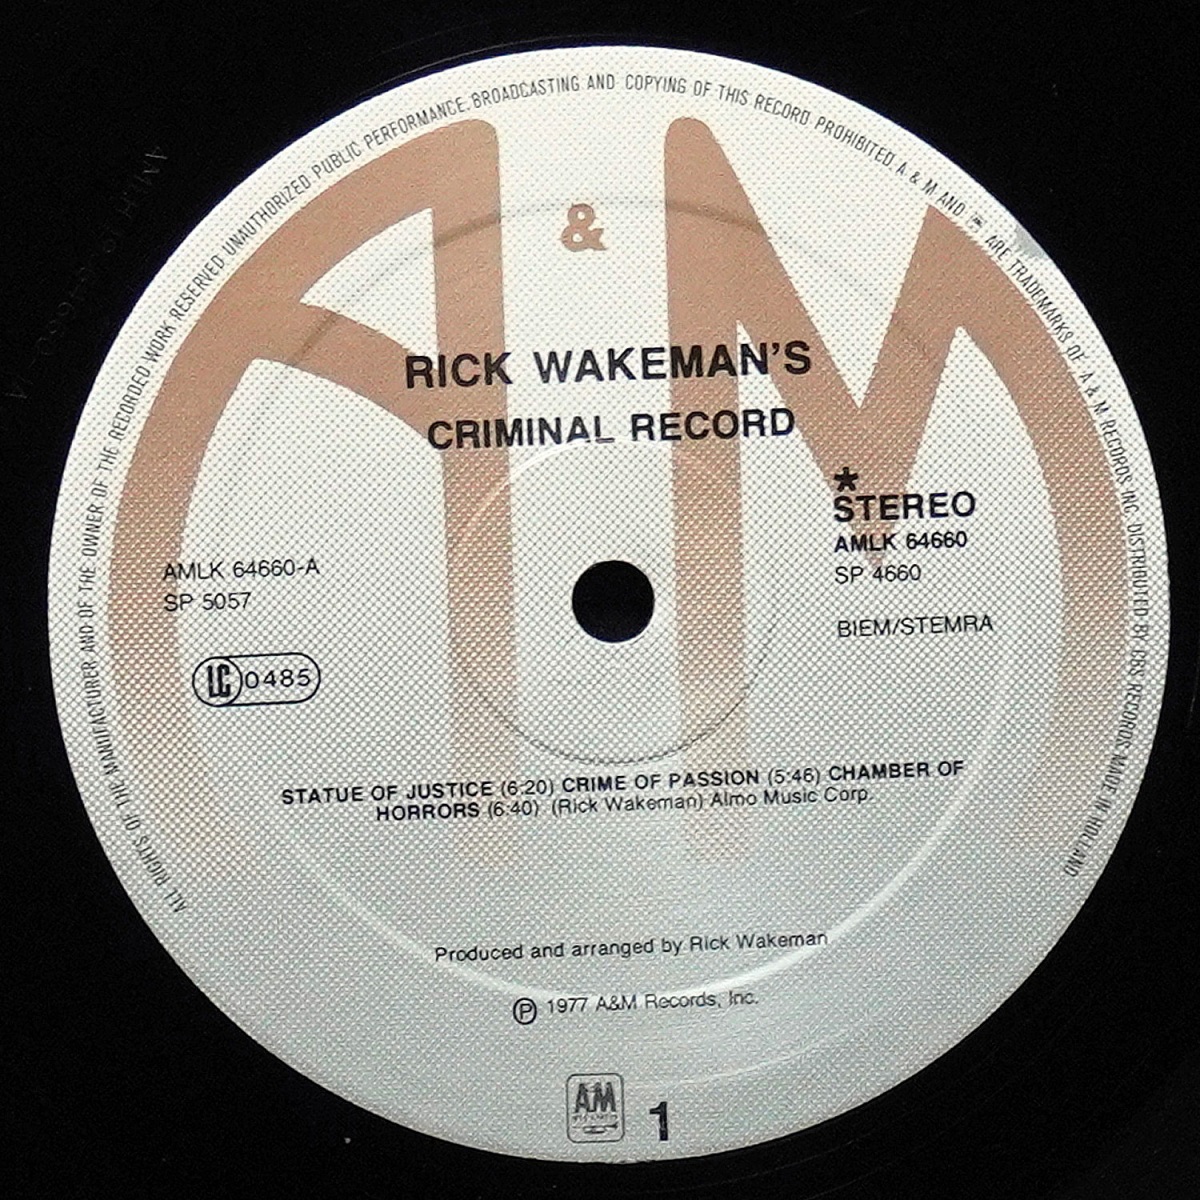 ALL RIGHTS OF THE MANUFACTURER AND OF THE OWNER OF THE RECORDED WORK RESERVED UNAUTHORIZED PUBLIC PERFORMANCE, BROADCASTING AND COPYING OF THIS RECORD PROHIBITED. A & M AND ARE TRADEMARKS OF A & M RECORDS INC. DISTRIBUTED BY CBS RECORDS. MADE IN HOLLAND
A & M
RICK WAKEMAN'S
CRIMINAL RECORD
*
STEREO
AMLK 64660
SP 4660
BIEM/STEMRA
AMLK 64660-A
SP 5057
LC 0485
STATUE OF JUSTICE (6:20) CRIME OF PASSION (5:46) CHAMBER OF
HORRORS (6:40) (Rick Wakeman) Almo Music Corp.
Produced and arranged by Rick Wakeman
℗ 1977 A&M Records, Inc.
A&M
1